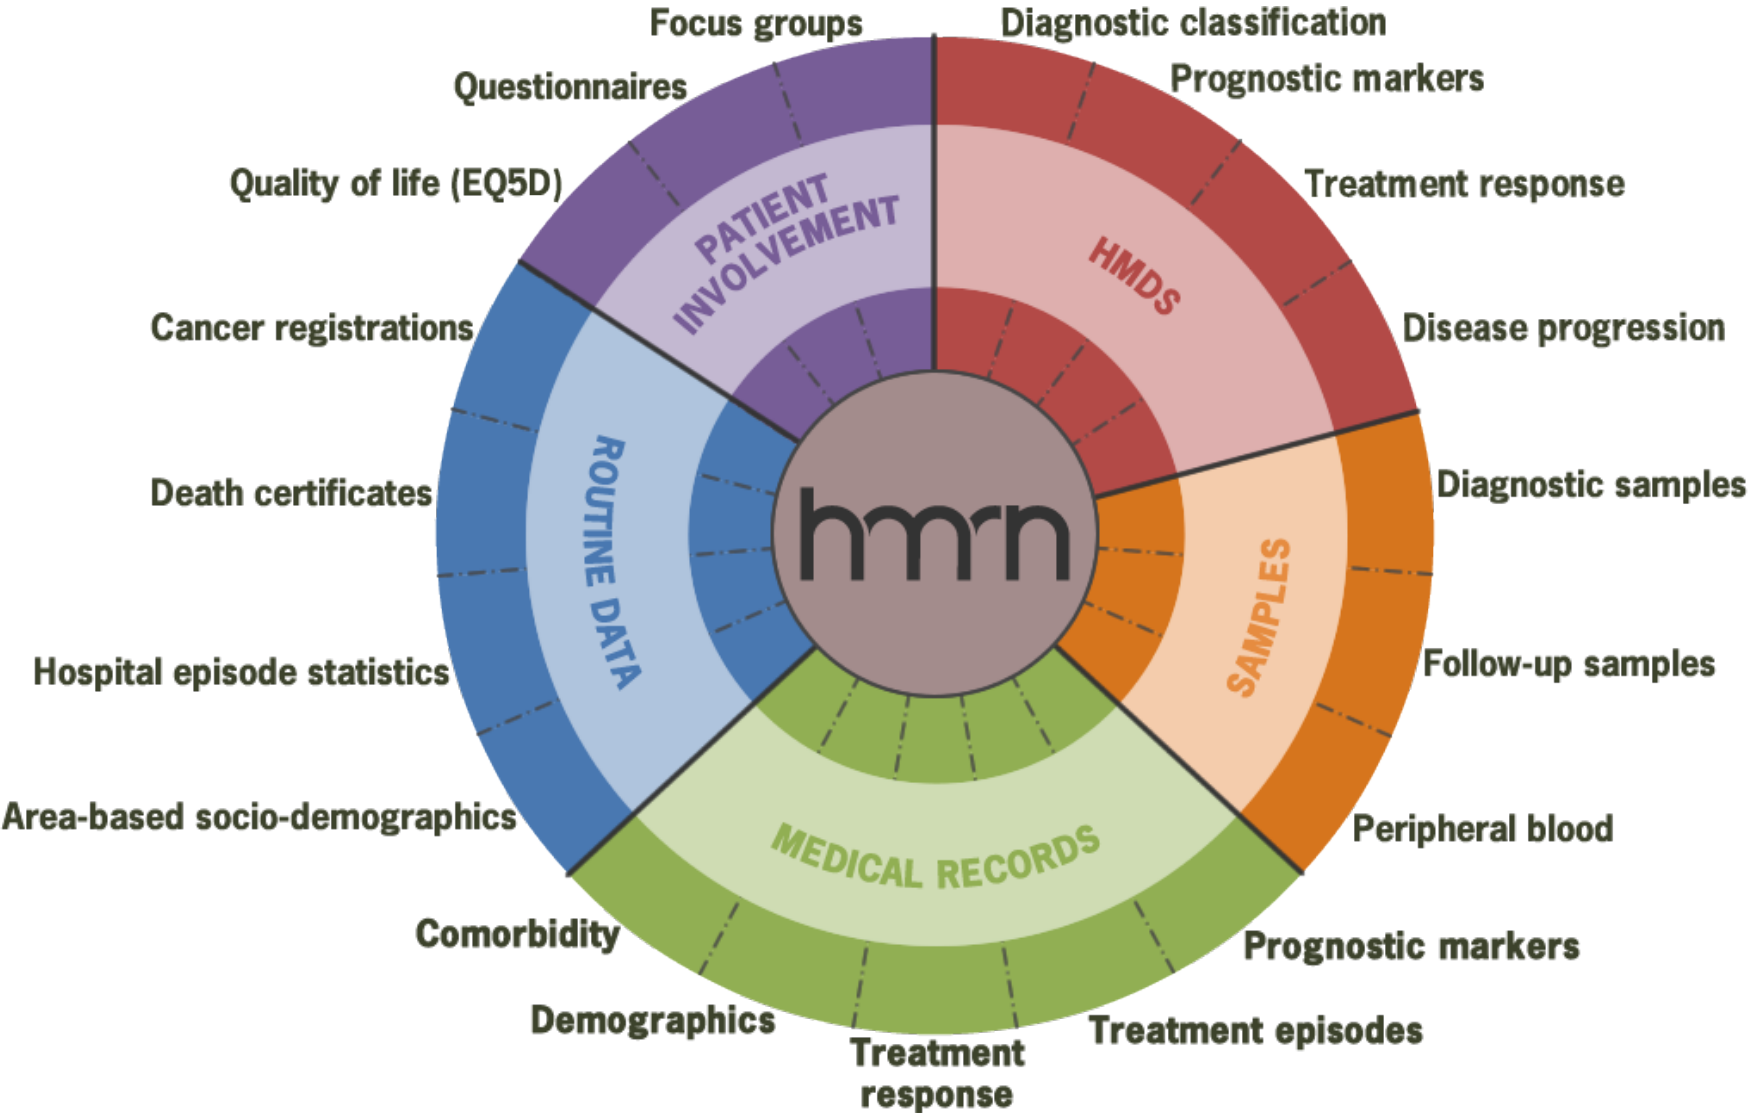 Focus groups
Diagnostic classification
Questionnaires
Prognostic markers
Quality of life (EQ5D)
Treatment response
PATIENT
INVOLVEMENT
HMDS
Cancer registrations
Disease progression
Death certificates
Diagnostic samples
ROUTINE DATA
hmrn
SAMPLES
Hospital episode statistics
Follow-up samples
Area-based socio-demographics
Peripheral blood
MEDICAL RECORDS
Comorbidity
Prognostic markers
Demographics
Treatment episodes
Treatment
response